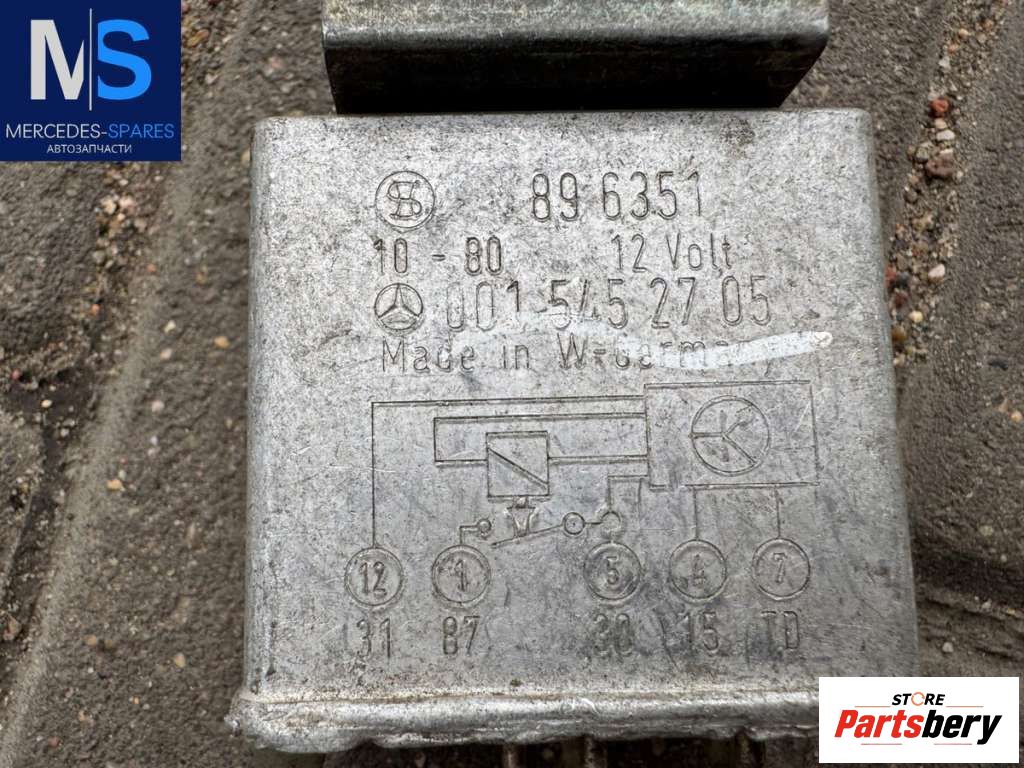 MS
MERCEDES-SPARES
АВТОЗАПЧАСТИ
89 6351
10 - 80 12 Volt
001 545 27 05
Made in W-Germany
12 1 5 4 7
31 87 30 15 TD
STORE
Partsbery